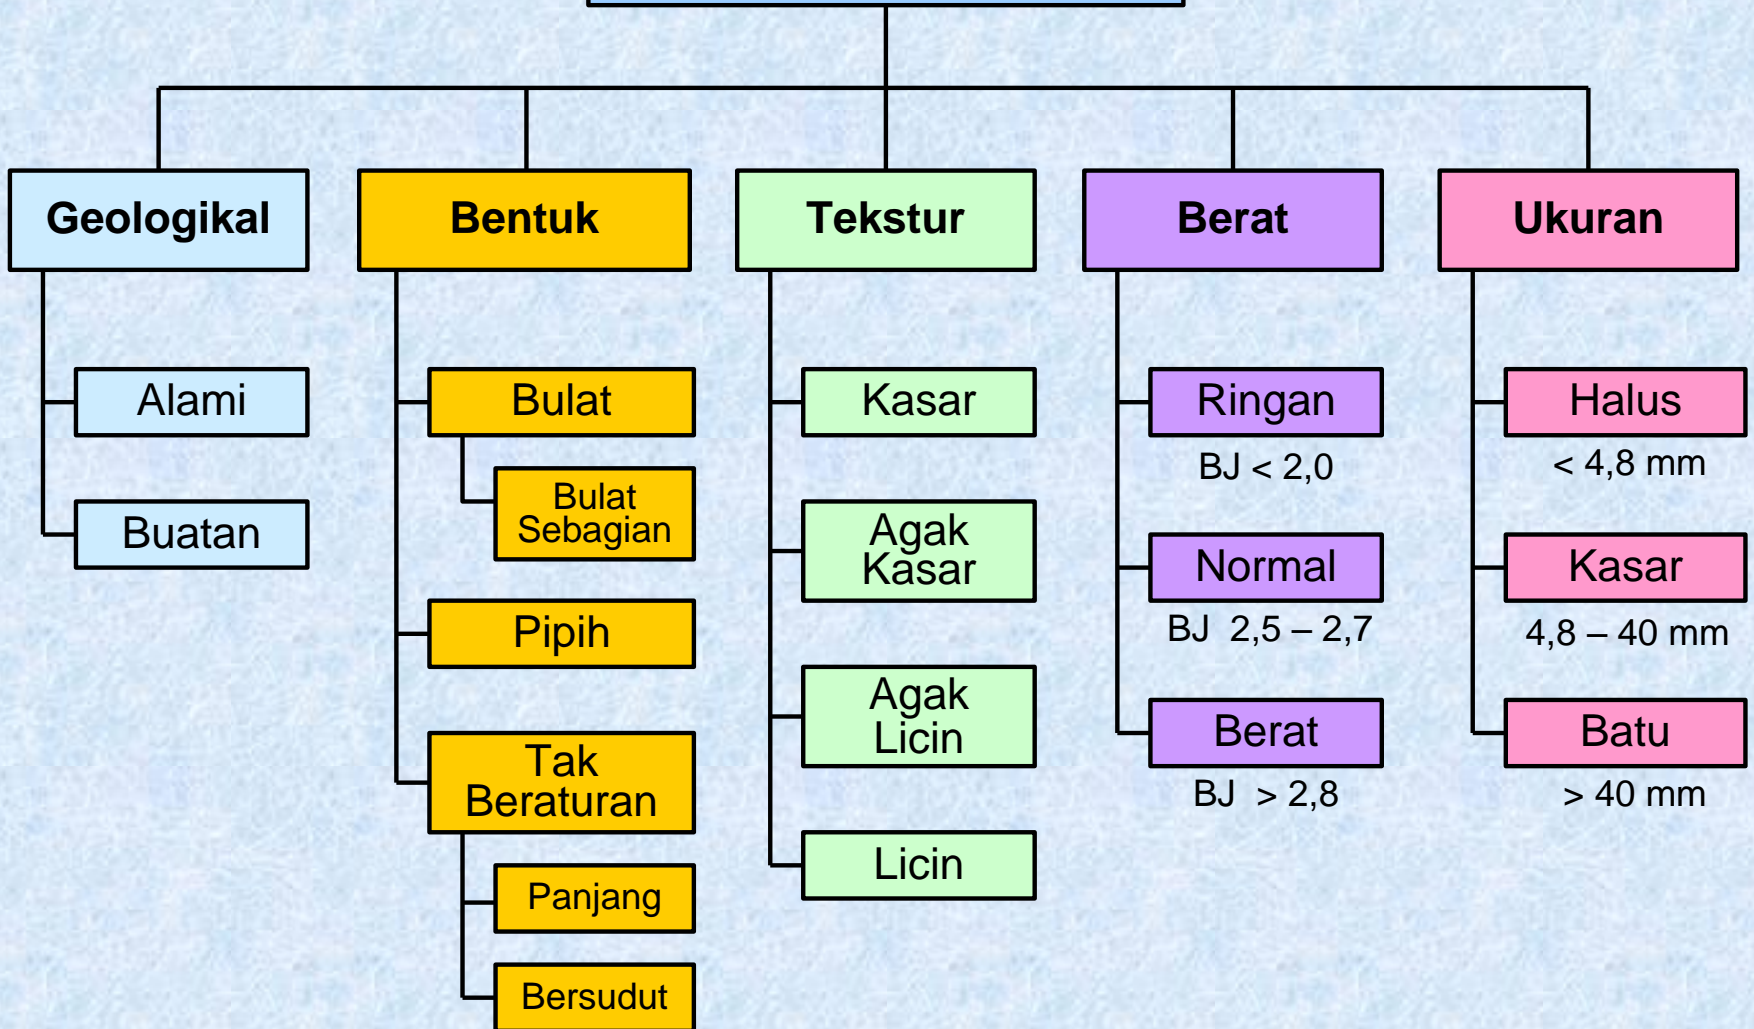 Geologikal
Bentuk
Tekstur
Berat
Ukuran
Alami
Buatan
Bulat
Bulat
Sebagian
Pipih
Tak
Beraturan
Panjang
Bersudut
Kasar
Agak
Kasar
Agak
Licin
Licin
Ringan
BJ < 2,0
Normal
BJ 2,5 – 2,7
Berat
BJ > 2,8
Halus
< 4,8 mm
Kasar
4,8 – 40 mm
Batu
> 40 mm